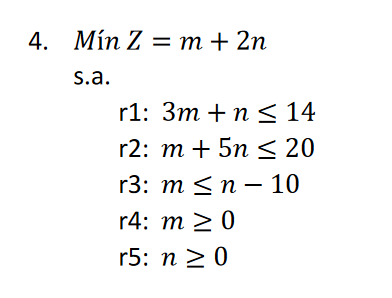 4. Mín Z = m + 2n
s.a.
r1: 3m + n ≤ 14
r2: m + 5n ≤ 20
r3: m ≤ n − 10
r4: m ≥ 0
r5: n ≥ 0